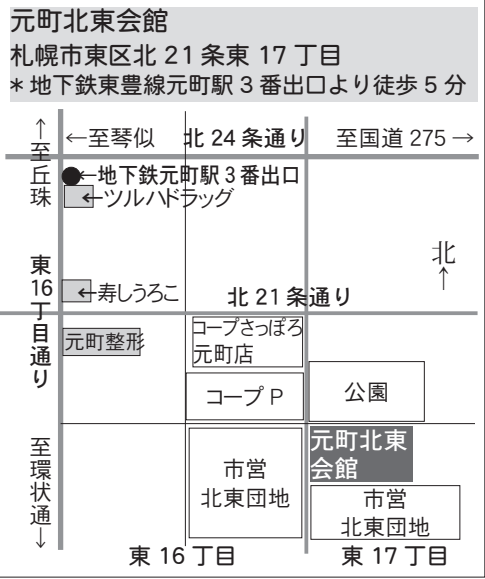 元町北東会館
札幌市東区北 21 条東 17 丁目
＊地下鉄東豊線元町駅 3 番出口より徒歩 5 分
↑至丘珠
←至琴似
北 24 条通り
至国道 275 →
←地下鉄元町駅 3 番出口
←ツルハドラッグ
北
↑
東16丁目通り
←寿しうろこ
北 21 条通り
元町整形
コープさっぽろ
元町店
コープ P
公園
元町北東
会館
至環状通→
市営
北東団地
市営
北東団地
東 16 丁目
東 17 丁目